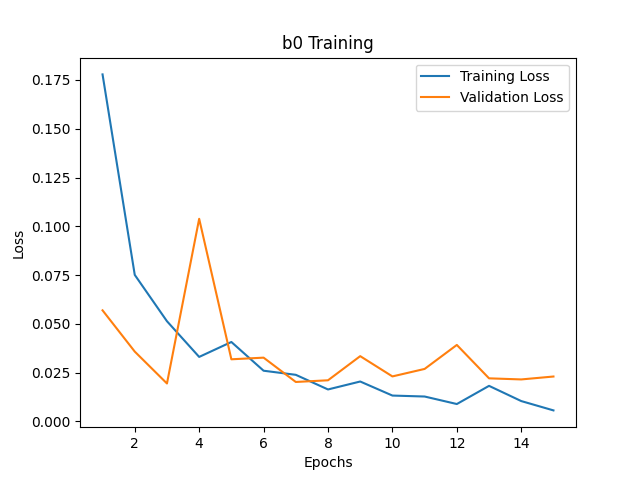 b0 Training
Training Loss
Validation Loss
0.175
0.150
0.125
0.100
0.075
0.050
0.025
0.000
Loss
2 4 6 8 10 12 14
Epochs